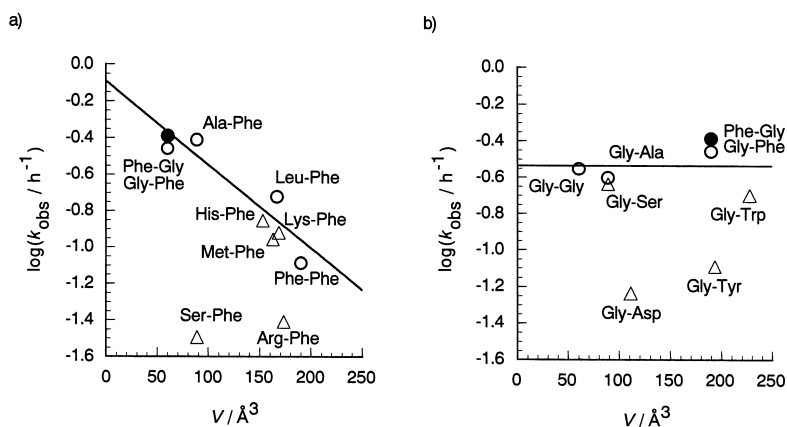 a)
0.0
-0.2
-0.4
-0.6
-0.8
-1.0
-1.2
-1.4
-1.6
log(kobs / h-1)
Ala-Phe
Phe-Gly
Gly-Phe
Leu-Phe
His-Phe
Lys-Phe
Met-Phe
Phe-Phe
Ser-Phe
Arg-Phe
0 50 100 150 200 250
V / Å3
b)
0.0
-0.2
-0.4
-0.6
-0.8
-1.0
-1.2
-1.4
-1.6
log(kobs / h-1)
Phe-Gly
Gly-Phe
Gly-Ala
Gly-Gly
Gly-Ser
Gly-Trp
Gly-Tyr
Gly-Asp
0 50 100 150 200 250
V / Å3